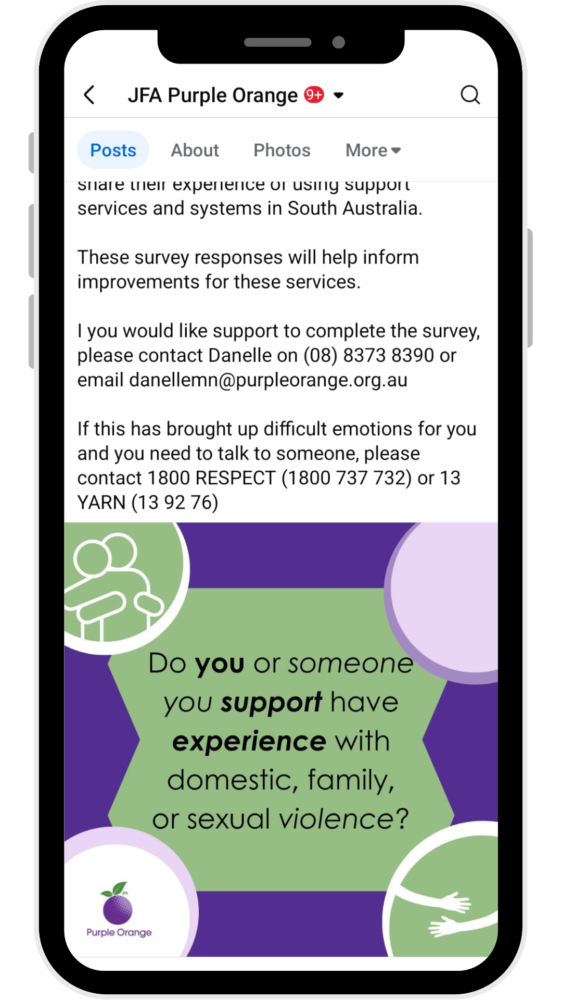 JFA Purple Orange 9+
Posts About Photos More
share their experience of using support
services and systems in South Australia.
These survey responses will help inform
improvements for these services.
I you would like support to complete the survey,
please contact Danelle on (08) 8373 8390 or
email danellemn@purpleorange.org.au
If this has brought up difficult emotions for you
and you need to talk to someone, please
contact 1800 RESPECT (1800 737 732) or 13
YARN (13 92 76)
Do you or someone
you support have
experience with
domestic, family,
or sexual violence?
JFA
Purple Orange